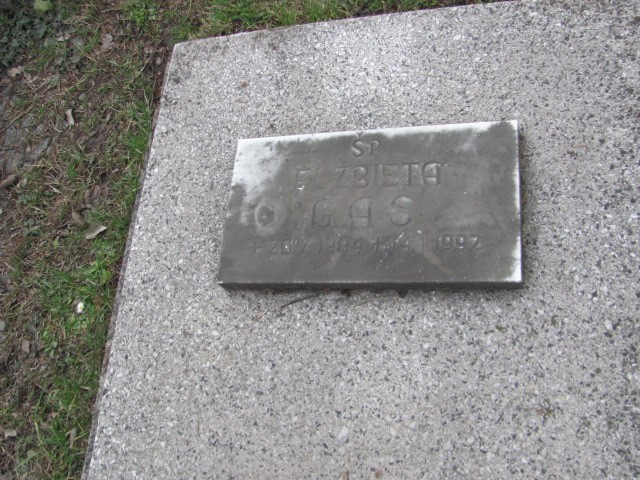 SP
ELŻBIETA
GAS
1904 1992